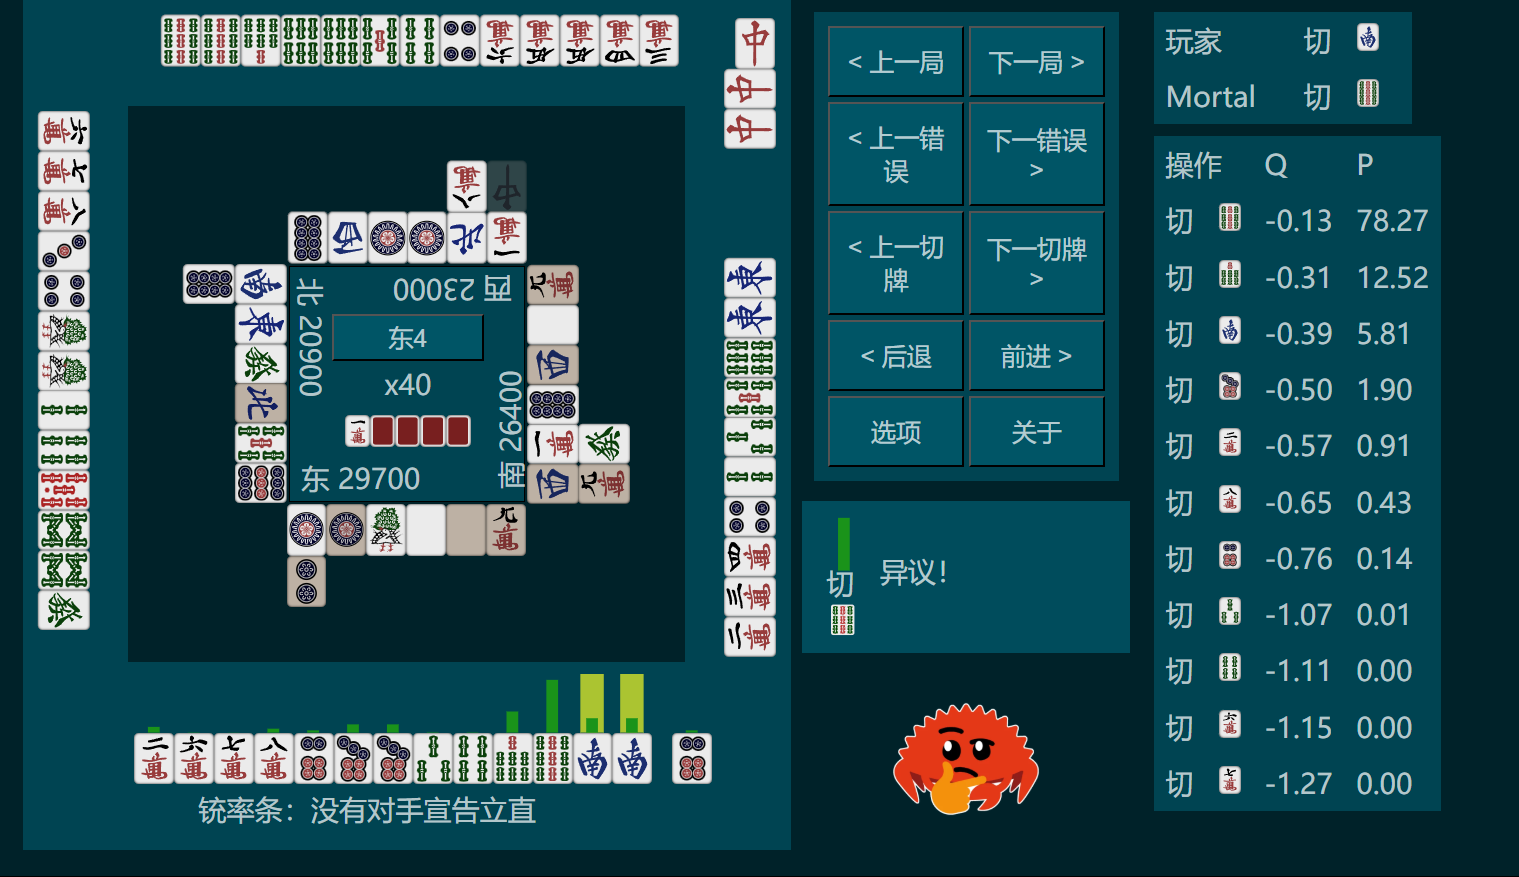 北 20900
西 23000
东4
x40
东 29700
南 26400
铳率条：没有对手宣告立直
< 上一局
下一局 >
< 上一错
误
下一错误
>
< 上一切
牌
下一切牌
>
< 后退
前进 >
选项
关于
切
异议！
玩家 切
Mortal 切
操作 Q P
切 -0.13 78.27
切 -0.31 12.52
切 -0.39 5.81
切 -0.50 1.90
切 -0.57 0.91
切 -0.65 0.43
切 -0.76 0.14
切 -1.07 0.01
切 -1.11 0.00
切 -1.15 0.00
切 -1.27 0.00